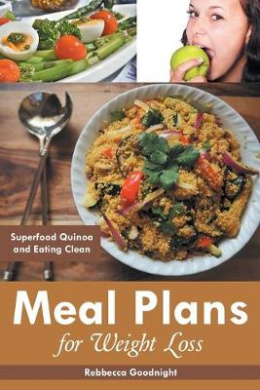 Superfood Quinoa
and Eating Clean
Meal Plans
for Weight Loss
Rebbecca Goodnight